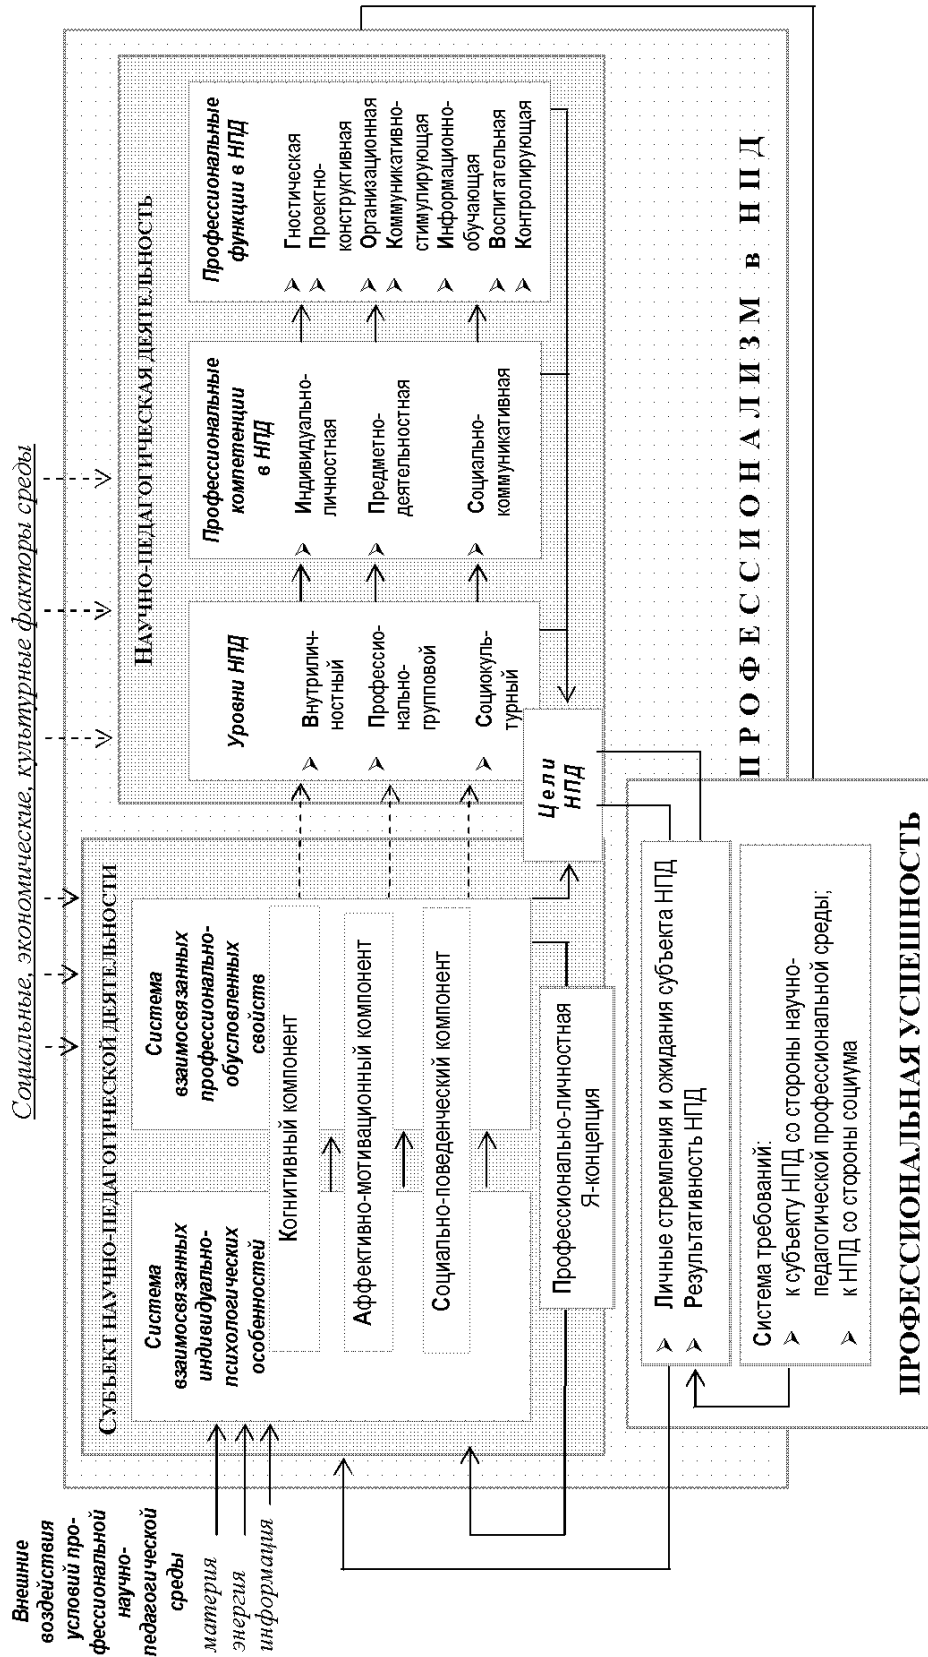 Социальные, экономические, культурные факторы среды
Внешние
воздействия
условий про-
фессиональной
научно-
педагогической
среды
материя
энергия
информация
СУБЪЕКТ НАУЧНО-ПЕДАГОГИЧЕСКОЙ ДЕЯТЕЛЬНОСТИ
Система
взаимосвязанных
индивидуально-
психологических
особенностей
Система
взаимосвязанных
профессионально-
обусловленных
свойств
Когнитивный компонент
Аффективно-мотивационный компонент
Социально-поведенческий компонент
Профессионально-личностная
Я-концепция
НАУЧНО-ПЕДАГОГИЧЕСКАЯ ДЕЯТЕЛЬНОСТЬ
Уровни НПД
➢ Внутрилич-
ностный
➢ Профессио-
нально-
групповой
➢ Социокуль-
турный
Профессиональные
компетенции
в НПД
➢ Индивидуально-
личностная
➢ Предметно-
деятельностная
➢ Социально-
коммуникативная
Профессиональные
функции в НПД
➢ Гностическая
➢ Проектно-
конструктивная
➢ Организационная
➢ Коммуникативно-
стимулирующая
➢ Информационно-
обучающая
➢ Воспитательная
➢ Контролирующая
Цели
НПД
ПРОФЕССИОНАЛИЗМ в НПД
➢ Личные стремления и ожидания субъекта НПД
➢ Результативность НПД
Система требований:
➢ к субъекту НПД со стороны научно-
педагогической профессиональной среды;
➢ к НПД со стороны социума
ПРОФЕССИОНАЛЬНАЯ УСПЕШНОСТЬ